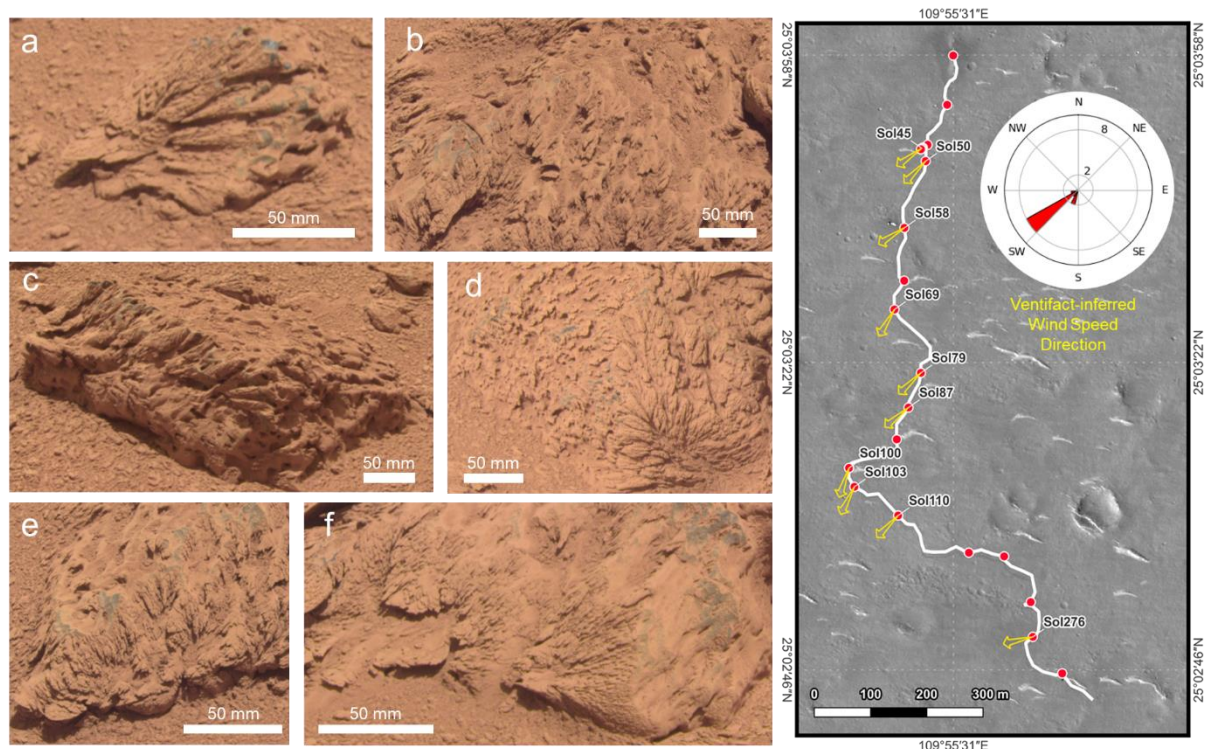 a
50 mm
b
50 mm
c
50 mm
d
50 mm
e
50 mm
f
50 mm
109°55'31"E
25°03'58"N
25°03'58"N
N
NE
E
SE
S
SW
W
NW
8
2
Ventifact-inferred
Wind Speed
Direction
Sol45
Sol50
Sol58
Sol69
25°03'22"N
25°03'22"N
Sol79
Sol87
Sol100
Sol103
Sol110
Sol276
25°02'46"N
25°02'46"N
0 100 200 300 m
109°55'31"E